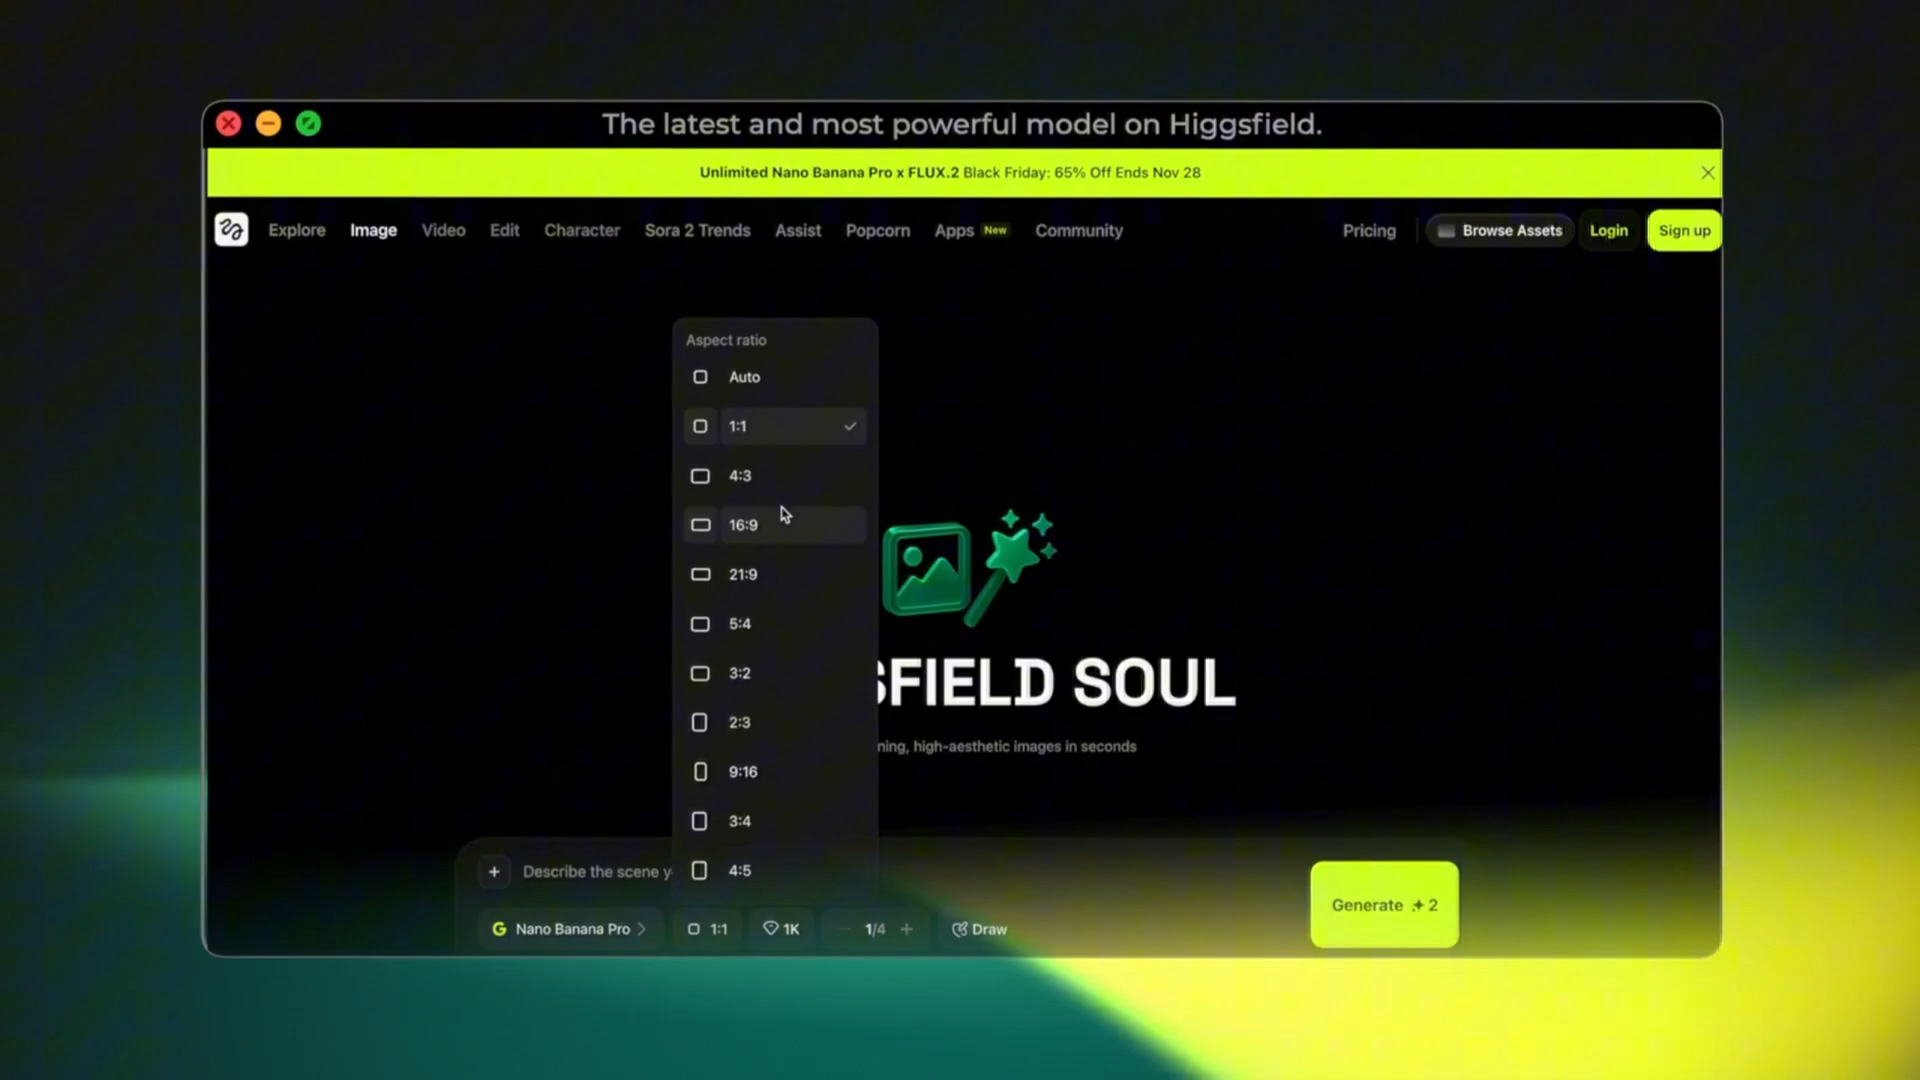 The latest and most powerful model on Higgsfield.
Unlimited Nano Banana Pro x FLUX.2 Black Friday: 65% Off Ends Nov 28
Explore Image Video Edit Character Sora 2 Trends Assist Popcorn Apps New Community Pricing Browse Assets Login Sign up
Aspect ratio
Auto
1:1
4:3
16:9
21:9
5:4
3:2
2:3
9:16
3:4
4:5
SFIELD SOUL
ning, high-aesthetic images in seconds
Describe the scene y
Nano Banana Pro 1:1 1K 1/4 Draw
Generate 2